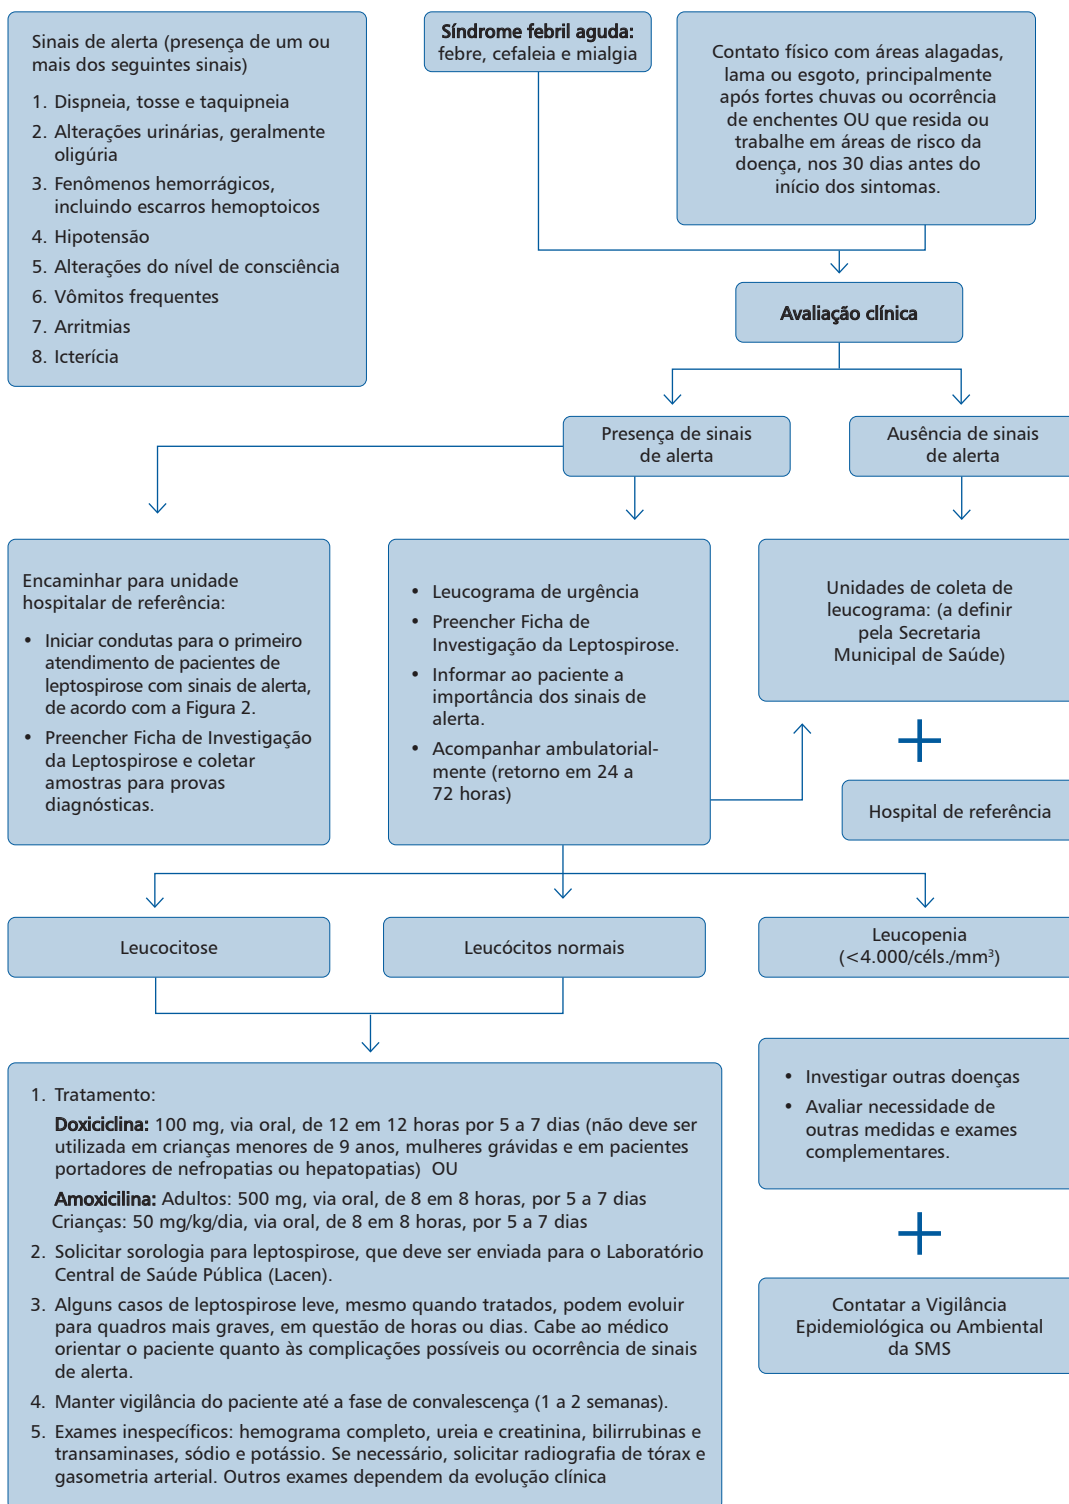 Sinais de alerta (presença de um ou
mais dos seguintes sinais)
1. Dispneia, tosse e taquipneia
2. Alterações urinárias, geralmente
oligúria
3. Fenômenos hemorrágicos,
incluindo escarros hemoptoicos
4. Hipotensão
5. Alterações do nível de consciência
6. Vômitos frequentes
7. Arritmias
8. Icterícia
Síndrome febril aguda:
febre, cefaleia e mialgia
Contato físico com áreas alagadas,
lama ou esgoto, principalmente
após fortes chuvas ou ocorrência
de enchentes OU que resida ou
trabalhe em áreas de risco da
doença, nos 30 dias antes do
início dos sintomas.
Avaliação clínica
Presença de sinais
de alerta
Ausência de sinais
de alerta
Encaminhar para unidade
hospitalar de referência:
• Iniciar condutas para o primeiro
atendimento de pacientes de
leptospirose com sinais de alerta,
de acordo com a Figura 2.
• Preencher Ficha de Investigação
da Leptospirose e coletar
amostras para provas
diagnósticas.
• Leucograma de urgência
• Preencher Ficha de
Investigação da Leptospirose.
• Informar ao paciente a
importância dos sinais de
alerta.
• Acompanhar ambulatorial-
mente (retorno em 24 a
72 horas)
Unidades de coleta de
leucograma: (a definir
pela Secretaria
Municipal de Saúde)
+
Hospital de referência
Leucocitose
Leucócitos normais
Leucopenia
(<4.000/céls./mm³)
1. Tratamento:
Doxiciclina: 100 mg, via oral, de 12 em 12 horas por 5 a 7 dias (não deve ser
utilizada em crianças menores de 9 anos, mulheres grávidas e em pacientes
portadores de nefropatias ou hepatopatias) OU
Amoxicilina: Adultos: 500 mg, via oral, de 8 em 8 horas, por 5 a 7 dias
Crianças: 50 mg/kg/dia, via oral, de 8 em 8 horas, por 5 a 7 dias
2. Solicitar sorologia para leptospirose, que deve ser enviada para o Laboratório
Central de Saúde Pública (Lacen).
3. Alguns casos de leptospirose leve, mesmo quando tratados, podem evoluir
para quadros mais graves, em questão de horas ou dias. Cabe ao médico
orientar o paciente quanto às complicações possíveis ou ocorrência de sinais
de alerta.
4. Manter vigilância do paciente até a fase de convalescença (1 a 2 semanas).
5. Exames inespecíficos: hemograma completo, ureia e creatinina, bilirrubinas e
transaminases, sódio e potássio. Se necessário, solicitar radiografia de tórax e
gasometria arterial. Outros exames dependem da evolução clínica
• Investigar outras doenças
• Avaliar necessidade de
outras medidas e exames
complementares.
+
Contatar a Vigilância
Epidemiológica ou Ambiental
da SMS